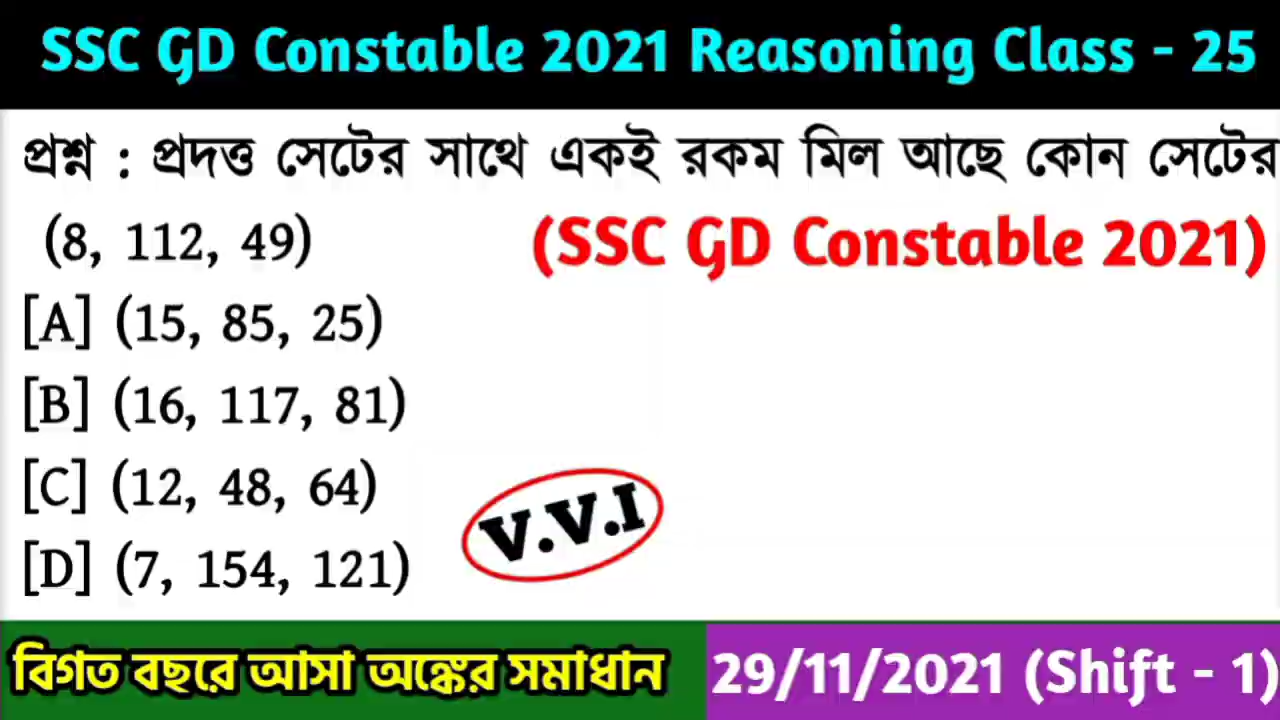 SSC GD Constable 2021 Reasoning Class - 25
প্রশ্ন : প্রদত্ত সেটের সাথে একই রকম মিল আছে কোন সেটের
(8, 112, 49) (SSC GD Constable 2021)
[A] (15, 85, 25)
[B] (16, 117, 81)
[C] (12, 48, 64)
[D] (7, 154, 121)
V.V.I
বিগত বছরে আসা অঙ্কের সমাধান 29/11/2021 (Shift - 1)